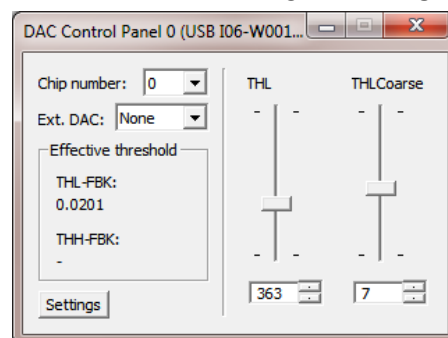 DAC Control Panel 0 (USB I06-W001...
Chip number: 0
Ext. DAC: None
Effective threshold
THL-FBK:
0.0201
THH-FBK:
-
Settings
THL
THLCoarse
363
7